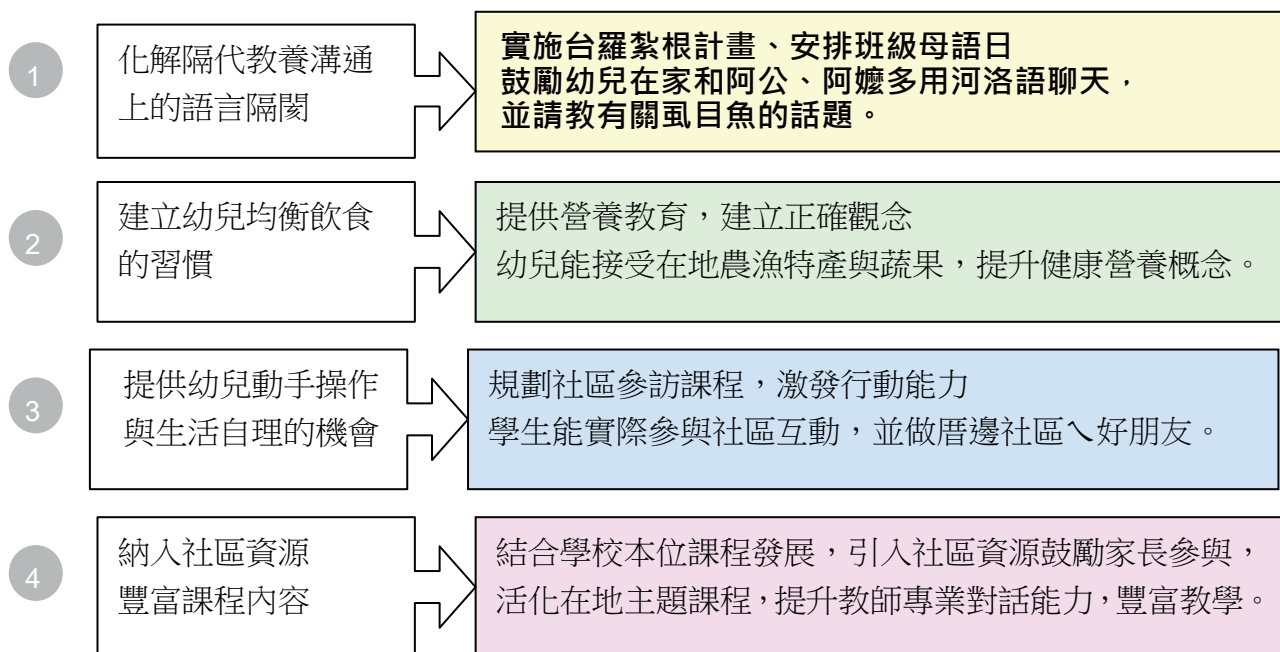 1
化解隔代教養溝通
上的語言隔閡
實施台羅紮根計畫、安排班級母語日
鼓勵幼兒在家和阿公、阿嬤多用河洛語聊天，
並請教有關虱目魚的話題。
2
建立幼兒均衡飲食
的習慣
提供營養教育，建立正確觀念
幼兒能接受在地農漁特產與蔬果，提升健康營養概念。
3
提供幼兒動手操作
與生活自理的機會
規劃社區參訪課程，激發行動能力
學生能實際參與社區互動，並做厝邊社區ㄟ好朋友。
4
納入社區資源
豐富課程內容
結合學校本位課程發展，引入社區資源鼓勵家長參與，
活化在地主題課程，提升教師專業對話能力，豐富教學。